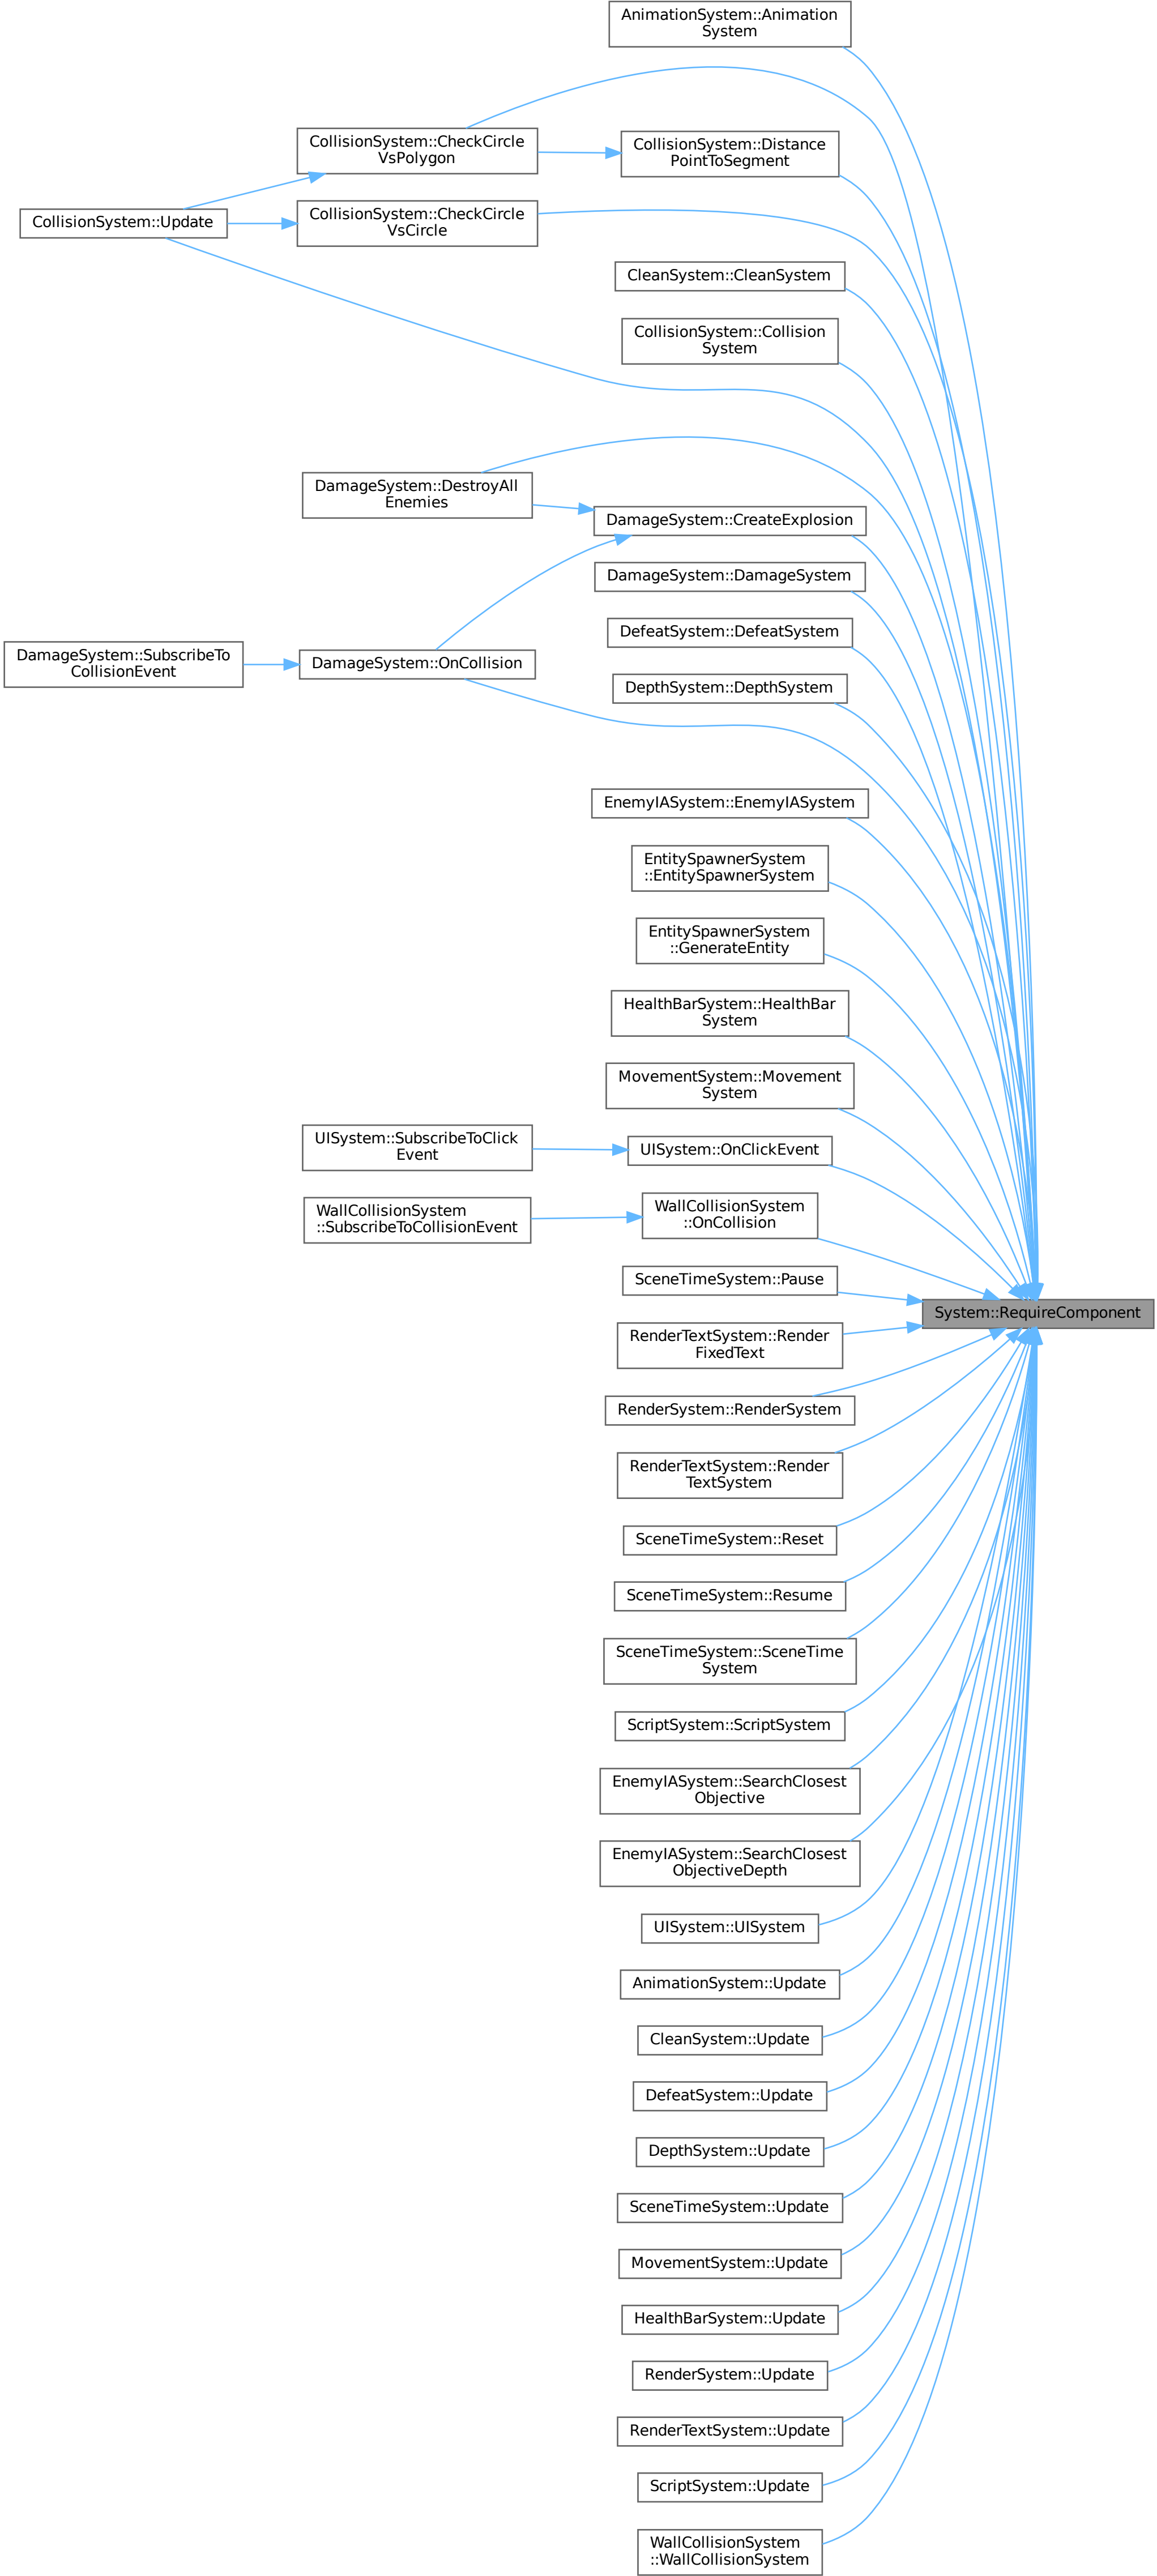 AnimationSystem::Animation
System
CollisionSystem::CheckCircle
VsPolygon
CollisionSystem::Distance
PointToSegment
CollisionSystem::Update
CollisionSystem::CheckCircle
VsCircle
CleanSystem::CleanSystem
CollisionSystem::Collision
System
DamageSystem::DestroyAll
Enemies
DamageSystem::CreateExplosion
DamageSystem::DamageSystem
DefeatSystem::DefeatSystem
DamageSystem::SubscribeTo
CollisionEvent
DamageSystem::OnCollision
DepthSystem::DepthSystem
EnemyIASystem::EnemyIASystem
EntitySpawnerSystem
::EntitySpawnerSystem
EntitySpawnerSystem
::GenerateEntity
HealthBarSystem::HealthBar
System
MovementSystem::Movement
System
UISystem::SubscribeToClick
Event
UISystem::OnClickEvent
WallCollisionSystem
::SubscribeToCollisionEvent
WallCollisionSystem
::OnCollision
SceneTimeSystem::Pause
System::RequireComponent
RenderTextSystem::Render
FixedText
RenderSystem::RenderSystem
RenderTextSystem::Render
TextSystem
SceneTimeSystem::Reset
SceneTimeSystem::Resume
SceneTimeSystem::SceneTime
System
ScriptSystem::ScriptSystem
EnemyIASystem::SearchClosest
Objective
EnemyIASystem::SearchClosest
ObjectiveDepth
UISystem::UISystem
AnimationSystem::Update
CleanSystem::Update
DefeatSystem::Update
DepthSystem::Update
SceneTimeSystem::Update
MovementSystem::Update
HealthBarSystem::Update
RenderSystem::Update
RenderTextSystem::Update
ScriptSystem::Update
WallCollisionSystem
::WallCollisionSystem